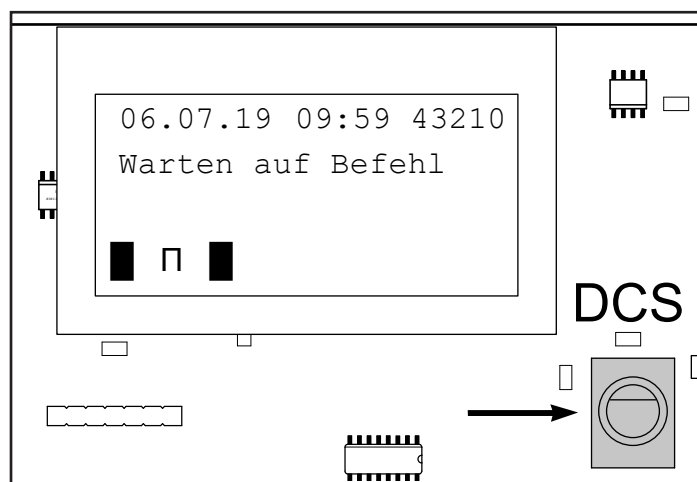 06.07.19 09:59 43210
Warten auf Befehl
█ Π █
DCS